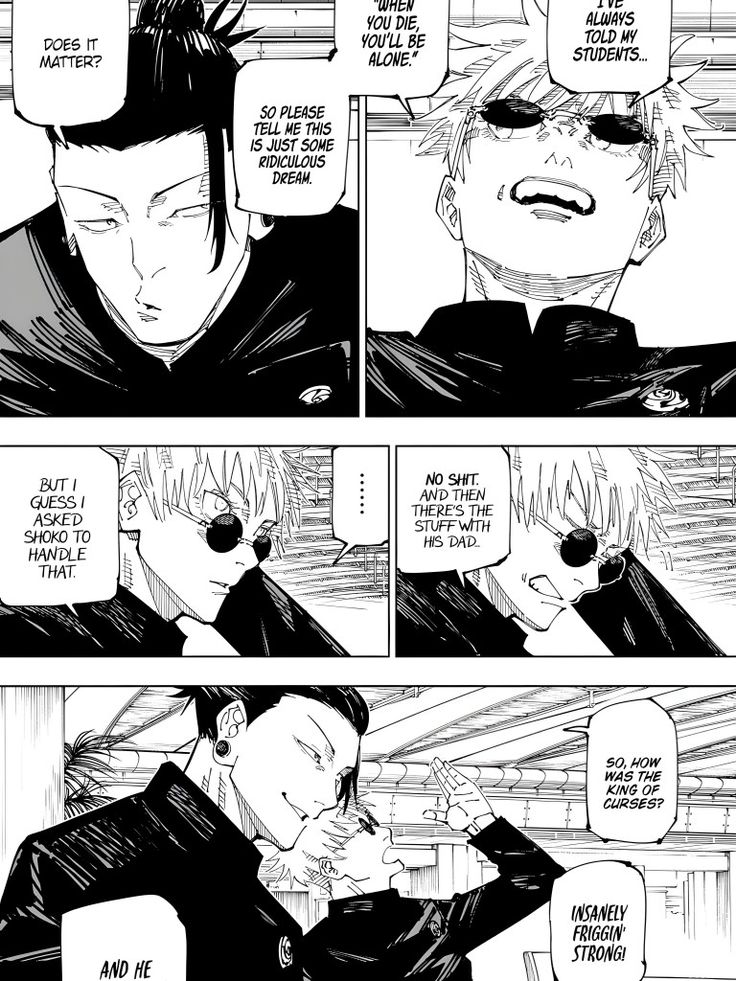 I'VE
ALWAYS
TOLD MY
STUDENTS...
"WHEN
YOU DIE,
YOU'LL BE
ALONE."
SO PLEASE
TELL ME THIS
IS JUST SOME
RIDICULOUS
DREAM.
DOES IT
MATTER?
NO SHIT.
AND THEN
THERE'S THE
STUFF WITH
HIS DAD..
......
BUT I
GUESS I
ASKED
SHOKO TO
HANDLE
THAT.
SO, HOW
WAS THE
KING OF
CURSES?
INSANELY
FRIGGIN'
STRONG!
AND HE